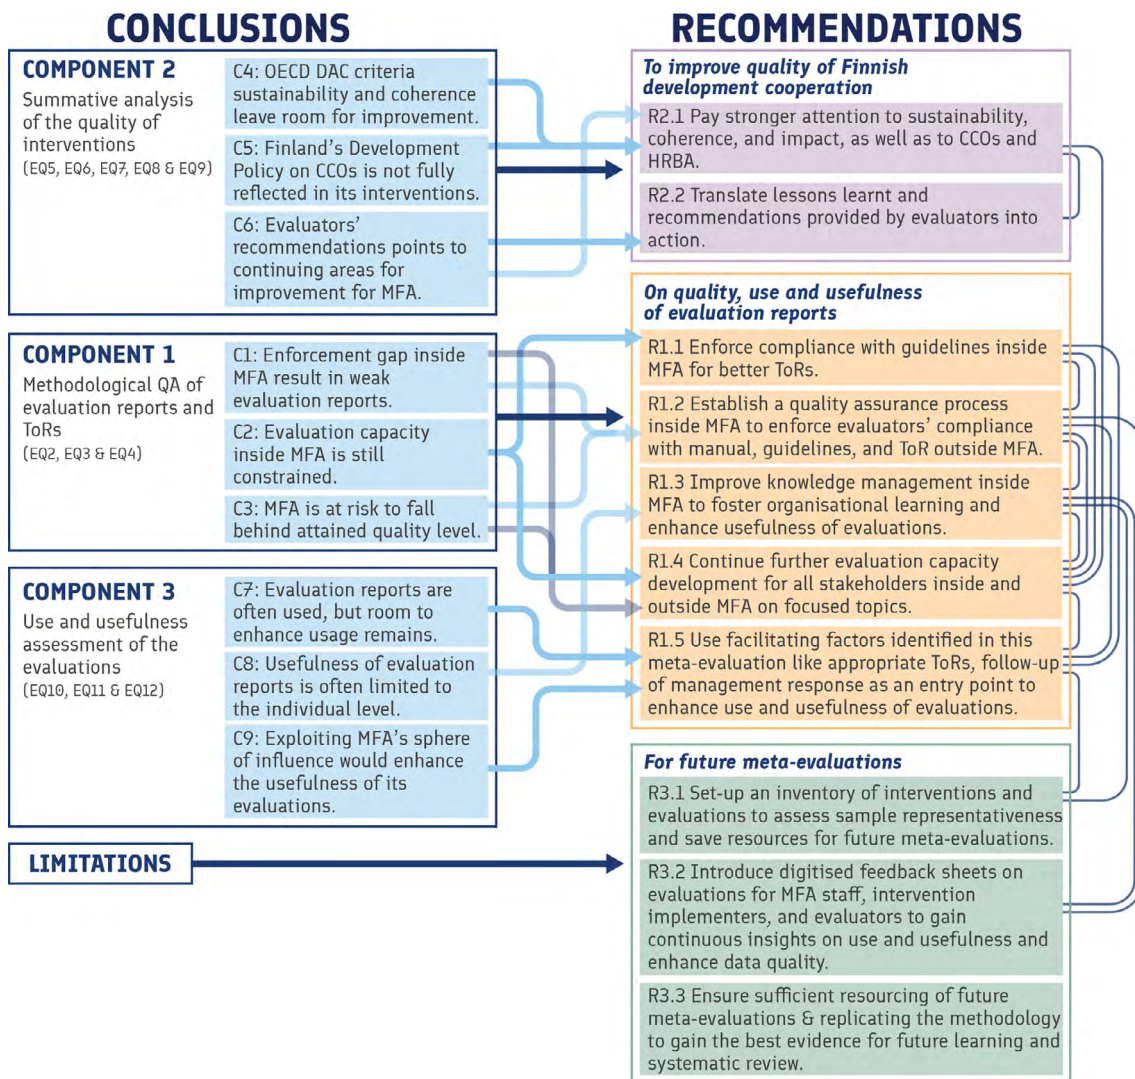 CONCLUSIONS
COMPONENT 2
Summative analysis
of the quality of
interventions
(EQ5, EQ6, EQ7, EQ8 & EQ9)
C4: OECD DAC criteria
sustainability and coherence
leave room for improvement.
C5: Finland's Development
Policy on CCOs is not fully
reflected in its interventions.
C6: Evaluators'
recommendations points to
continuing areas for
improvement for MFA.
COMPONENT 1
Methodological QA of
evaluation reports and
ToRs
(EQ2, EQ3 & EQ4)
C1: Enforcement gap inside
MFA result in weak
evaluation reports.
C2: Evaluation capacity
inside MFA is still
constrained.
C3: MFA is at risk to fall
behind attained quality level.
COMPONENT 3
Use and usefulness
assessment of the
evaluations
(EQ10, EQ11 & EQ12)
C7: Evaluation reports are
often used, but room to
enhance usage remains.
C8: Usefulness of evaluation
reports is often limited to
the individual level.
C9: Exploiting MFA's sphere
of influence would enhance
the usefulness of its
evaluations.
LIMITATIONS
RECOMMENDATIONS
To improve quality of Finnish
development cooperation
R2.1 Pay stronger attention to sustainability,
coherence, and impact, as well as to CCOs and
HRBA.
R2.2 Translate lessons learnt and
recommendations provided by evaluators into
action.
On quality, use and usefulness
of evaluation reports
R1.1 Enforce compliance with guidelines inside
MFA for better ToRs.
R1.2 Establish a quality assurance process
inside MFA to enforce evaluators' compliance
with manual, guidelines, and ToR outside MFA.
R1.3 Improve knowledge management inside
MFA to foster organisational learning and
enhance usefulness of evaluations.
R1.4 Continue further evaluation capacity
development for all stakeholders inside and
outside MFA on focused topics.
R1.5 Use facilitating factors identified in this
meta-evaluation like appropriate ToRs, follow-up
of management response as an entry point to
enhance use and usefulness of evaluations.
For future meta-evaluations
R3.1 Set-up an inventory of interventions and
evaluations to assess sample representativeness
and save resources for future meta-evaluations.
R3.2 Introduce digitised feedback sheets on
evaluations for MFA staff, intervention
implementers, and evaluators to gain
continuous insights on use and usefulness and
enhance data quality.
R3.3 Ensure sufficient resourcing of future
meta-evaluations & replicating the methodology
to gain the best evidence for future learning and
systematic review.